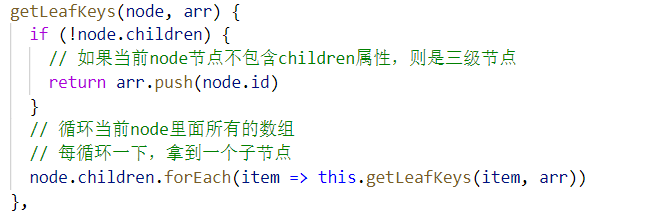 getLeafKeys(node, arr) {
if (!node.children) {
// 如果当前node节点不包含children属性，则是三级节点
return arr.push(node.id)
}
// 循环当前node里面所有的数组
// 每循环一下，拿到一个子节点
node.children.forEach(item => this.getLeafKeys(item, arr))
},